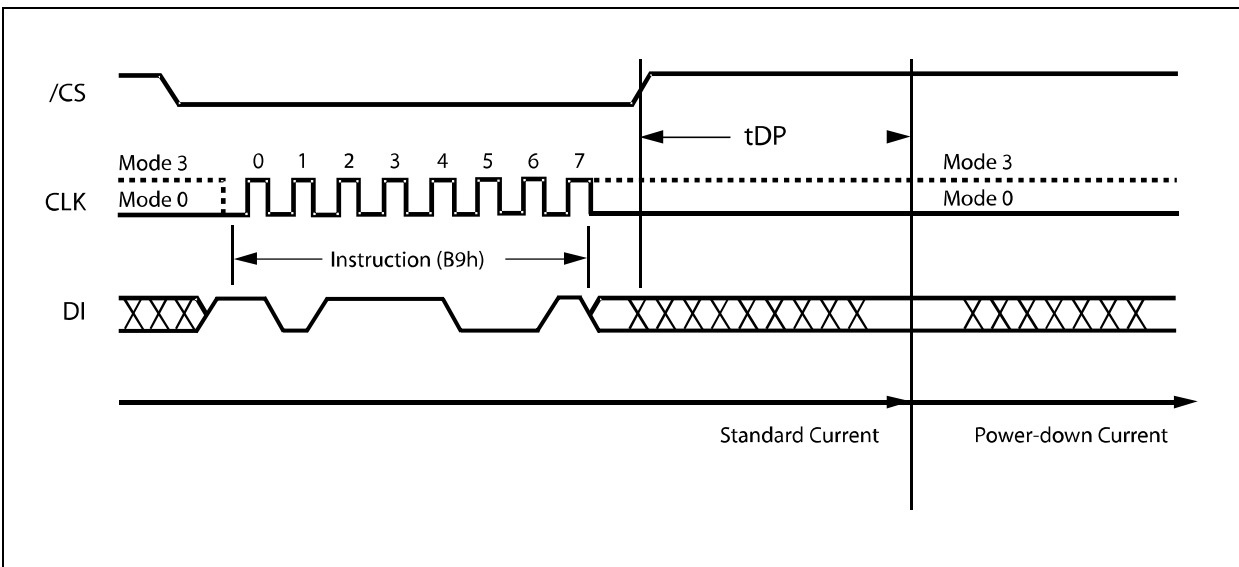 /CS
tDP
Mode 3
0 1 2 3 4 5 6 7
Mode 3
CLK
Mode 0
Mode 0
Instruction (B9h)
DI
Standard Current
Power-down Current